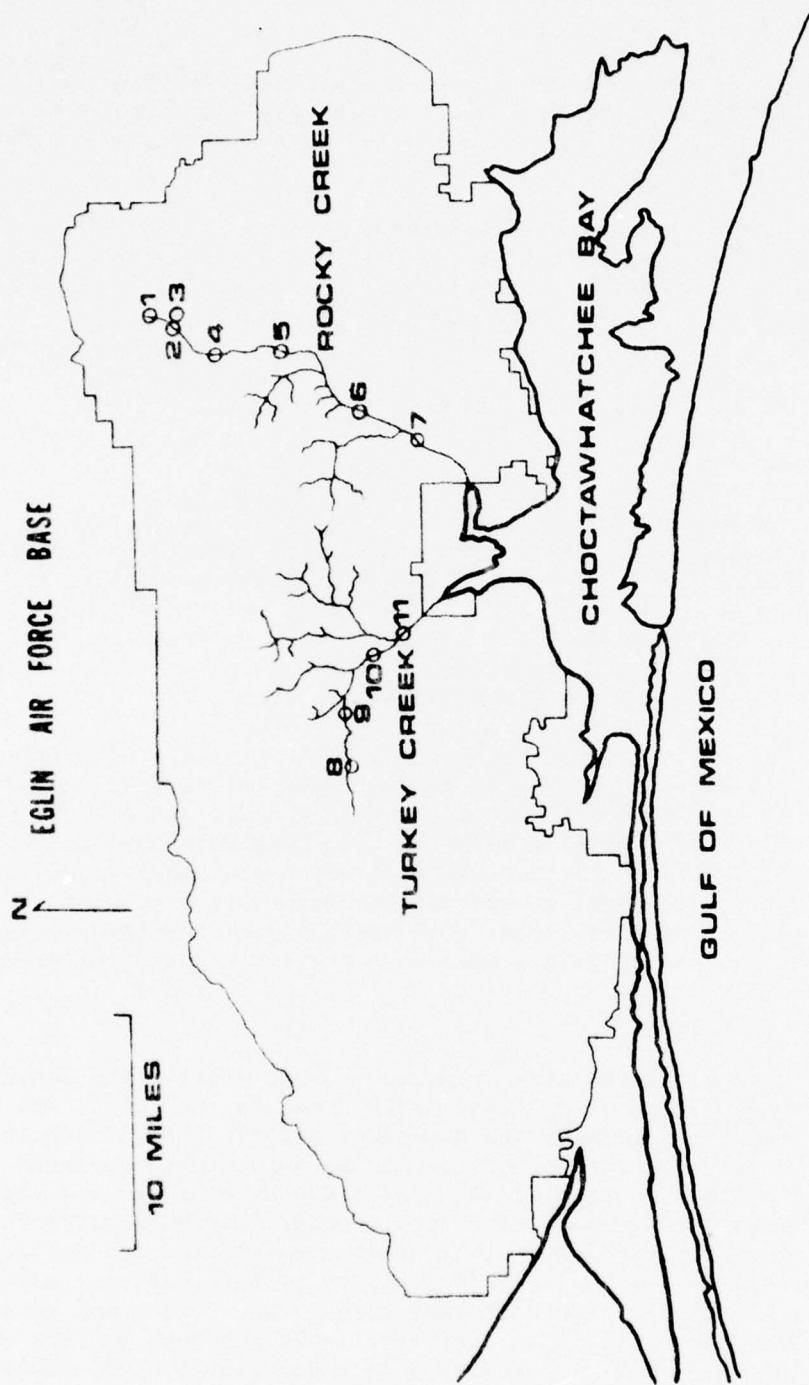 EGLIN AIR FORCE BASE
N
10 MILES
1
2
3
4
5
6
7
ROCKY CREEK
8
9
10
11
TURKEY CREEK
CHOCTAWHATCHEE BAY
GULF OF MEXICO